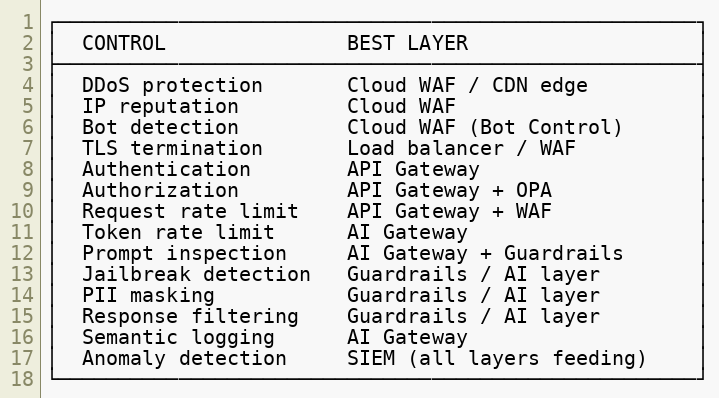 1
2 CONTROL BEST LAYER
3
4 DDoS protection Cloud WAF / CDN edge
5 IP reputation Cloud WAF
6 Bot detection Cloud WAF (Bot Control)
7 TLS termination Load balancer / WAF
8 Authentication API Gateway
9 Authorization API Gateway + OPA
10 Request rate limit API Gateway + WAF
11 Token rate limit AI Gateway
12 Prompt inspection AI Gateway + Guardrails
13 Jailbreak detection Guardrails / AI layer
14 PII masking Guardrails / AI layer
15 Response filtering Guardrails / AI layer
16 Semantic logging AI Gateway
17 Anomaly detection SIEM (all layers feeding)
18